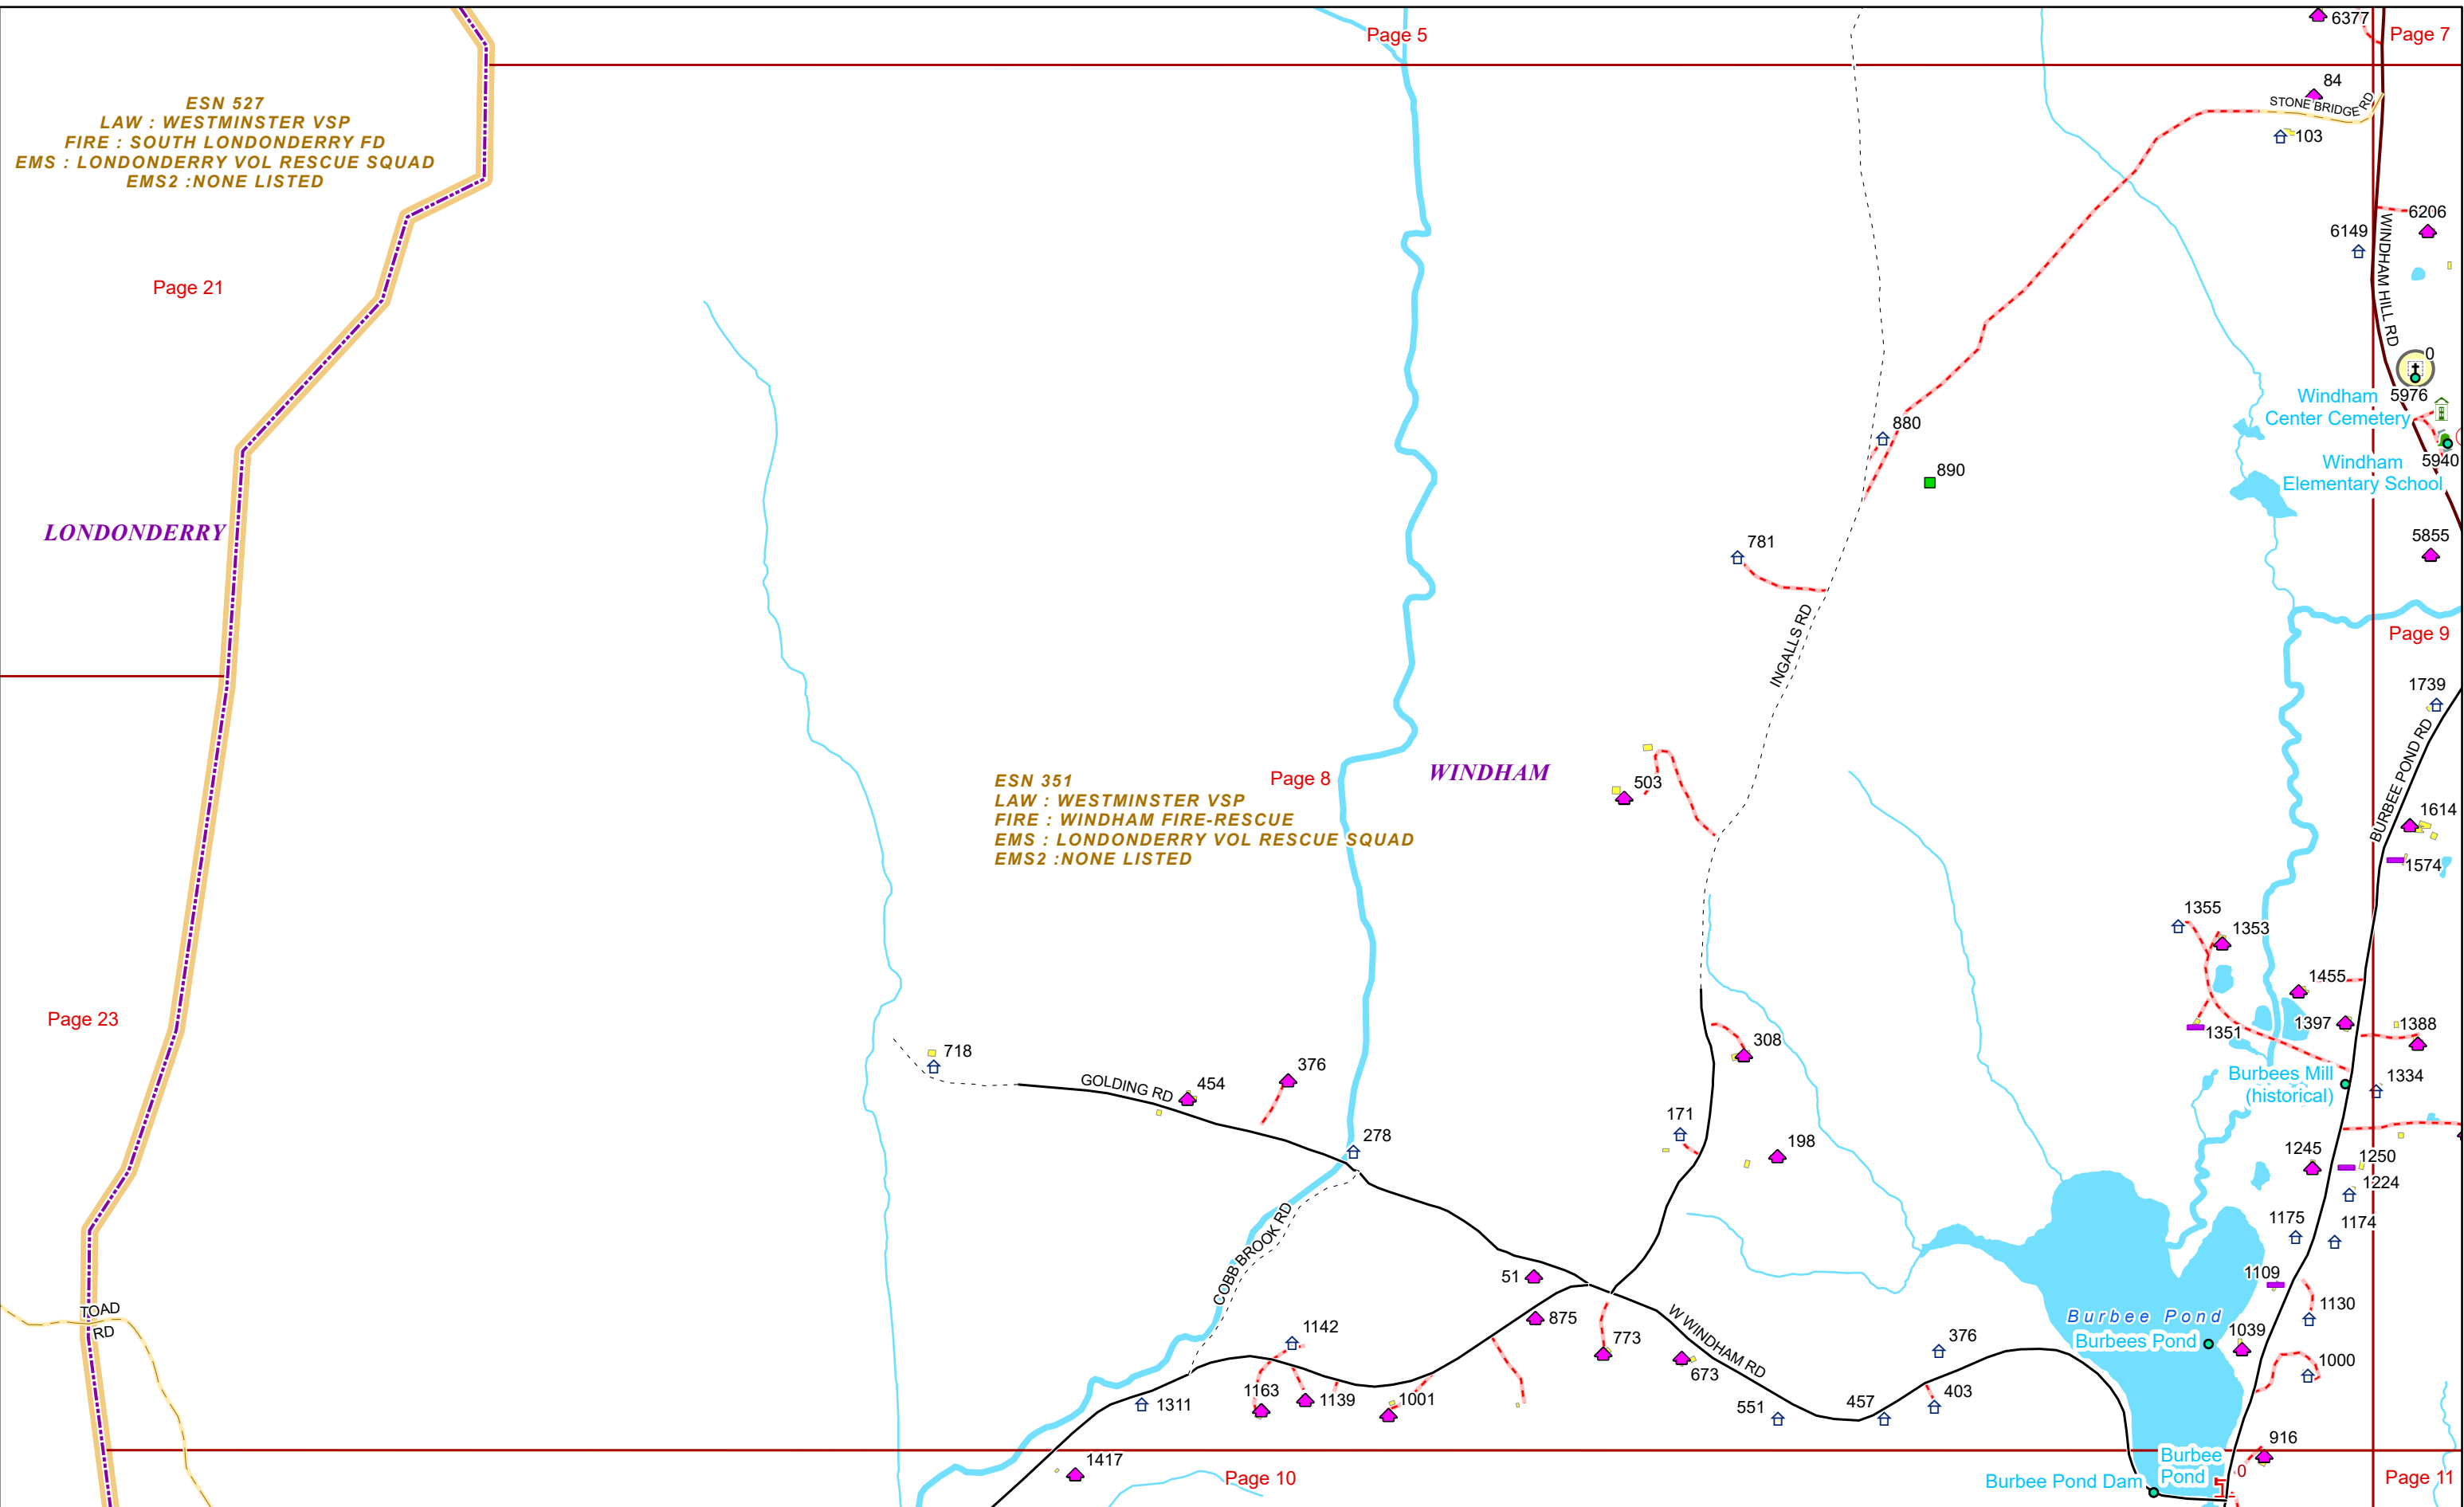 Page 5
6377
Page 7
84
STONE BRIDGE RD
103
ESN 527
LAW : WESTMINSTER VSP
FIRE : SOUTH LONDONDERRY FD
EMS : LONDONDERRY VOL RESCUE SQUAD
EMS2 :NONE LISTED
6206
6149
WINDHAM HILL RD
Page 21
0
5976
Windham
Center Cemetery
880
890
Windham
Elementary School
5940
LONDONDERRY
781
5855
INGALLS RD
Page 9
1739
BURBEE POND RD
ESN 351
LAW : WESTMINSTER VSP
FIRE : WINDHAM FIRE-RESCUE
EMS : LONDONDERRY VOL RESCUE SQUAD
EMS2 :NONE LISTED
Page 8
WINDHAM
503
1614
1574
1355
1353
1455
Page 23
1351
1397
1388
718
GOLDING RD
454
376
308
Burbees Mill
(historical)
1334
278
171
198
1245
1250
1224
1175
1174
COBB BROOK RD
51
1109
TOAD
RD
875
W WINDHAM RD
Burbee Pond
Burbees Pond
1130
1039
1142
773
673
376
1000
1311
1163
1139
1001
551
457
403
1417
Page 10
Burbee Pond Dam
Burbee
Pond
0
916
Page 11